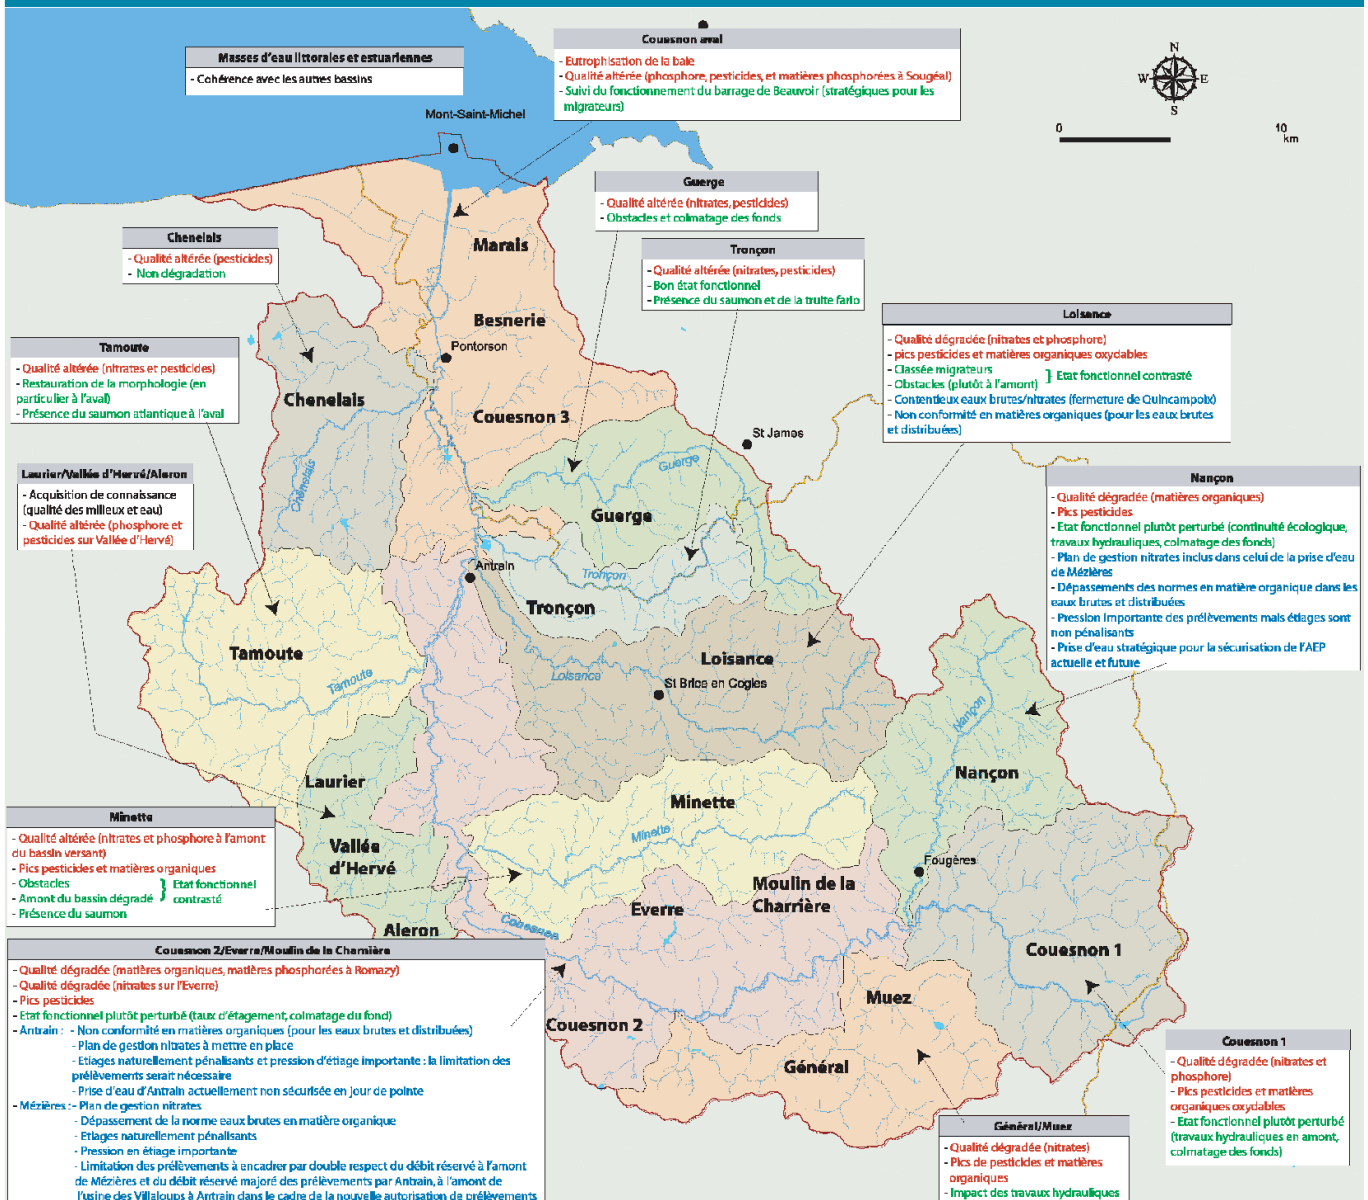 Masses d'eau littorales et estuariennes
- Cohérence avec les autres bassins
Couesnon aval
- Eutrophisation de la baie
- Qualité altérée (phosphore, pesticides, et matières phosphorées à Sougéal)
- Suivi du fonctionnement du barrage de Beauvoir (stratégiques pour les
migrateurs)
N
W
E
S
0
10
km
Mont-Saint-Michel
Guerge
- Qualité altérée (nitrates, pesticides)
- Obstacles et colmatage des fonds
Chenelais
- Qualité altérée (pesticides)
- Non dégradation
Tronçon
- Qualité altérée (nitrates, pesticides)
- Bon état fonctionnel
- Présence du saumon et de la truite fario
Marais
Besnerie
Pontorson
Couesnon 3
Loisance
- Qualité dégradée (nitrates et phosphore)
- pics pesticides et matières organiques oxydables
- Classée migrateurs
- Obstacles (plutôt à l'amont)
} Etat fonctionnel contrasté
- Contentieux eaux brutes/nitrates (fermeture de Quincampoix)
- Non conformité en matières organiques (pour les eaux brutes
et distribuées)
Tamoute
- Qualité altérée (nitrates et pesticides)
- Restauration de la morphologie (en
particulier à l'aval)
- Présence du saumon atlantique à l'aval
Chenelais
Chênelais
St James
Guerge
Guerge
Laurier/Vallée d'Hervé/Aleron
- Acquisition de connaissance
(qualité des milieux et eau)
- Qualité altérée (phosphore et
pesticides sur Vallée d'Hervé)
Nançon
- Qualité dégradée (matières organiques)
- Pics pesticides
- Etat fonctionnel plutôt perturbé (continuité écologique,
travaux hydrauliques, colmatage des fonds)
- Plan de gestion nitrates inclus dans celui de la prise d'eau
de Mézières
- Dépassements des normes en matière organique dans les
eaux brutes et distribuées
- Pression importante des prélèvements mais étiages sont
non pénalisants
- Prise d'eau stratégique pour la sécurisation de l'AEP
actuelle et future
Antrain
Tronçon
Tronçon
Tamoute
Tamoute
Loisance
Loisance
St Brice en Cogles
Nançon
Nançon
Laurier
Vallée
d'Hervé
Aleron
Minette
Minette
Minette
- Qualité altérée (nitrates et phosphore à l'amont
du bassin versant)
- Pics pesticides et matières organiques
- Obstacles
- Amont du bassin dégradé
} Etat fonctionnel
contrasté
- Présence du saumon
Fougères
Moulin de la
Charrière
Everre
Couesnon
Couesnon 1
Couesnon 2
Muez
Général
Couesnon 2/Everre/Moulin de la Charnière
- Qualité dégradée (matières organiques, matières phosphorées à Romazy)
- Qualité dégradée (nitrates sur l'Everre)
- Pics pesticides
- Etat fonctionnel plutôt perturbé (taux d'étagement, colmatage du fond)
- Antrain : - Non conformité en matières organiques (pour les eaux brutes et distribuées)
- Plan de gestion nitrates à mettre en place
- Etiages naturellement pénalisants et pression d'étiage importante : la limitation des
prélèvements serait nécessaire
- Prise d'eau d'Antrain actuellement non sécurisée en jour de pointe
- Mézières : - Plan de gestion nitrates
- Dépassement de la norme eaux brutes en matière organique
- Etiages naturellement pénalisants
- Pression en étiage importante
- Limitation des prélèvements à encadrer par double respect du débit réservé à l'amont
de Mézières et du débit réservé majoré des prélèvements par Antrain, à l'amont de
l'usine des Villaloups à Antrain dans le cadre de la nouvelle autorisation de prélèvements
Couesnon 1
- Qualité dégradée (nitrates et
phosphore)
- Pics pesticides et matières
organiques oxydables
- Etat fonctionnel plutôt perturbé
(travaux hydrauliques en amont,
colmatage des fonds)
Général/Muez
- Qualité dégradée (nitrates)
- Pics de pesticides et matières
organiques
- Impact des travaux hydrauliques